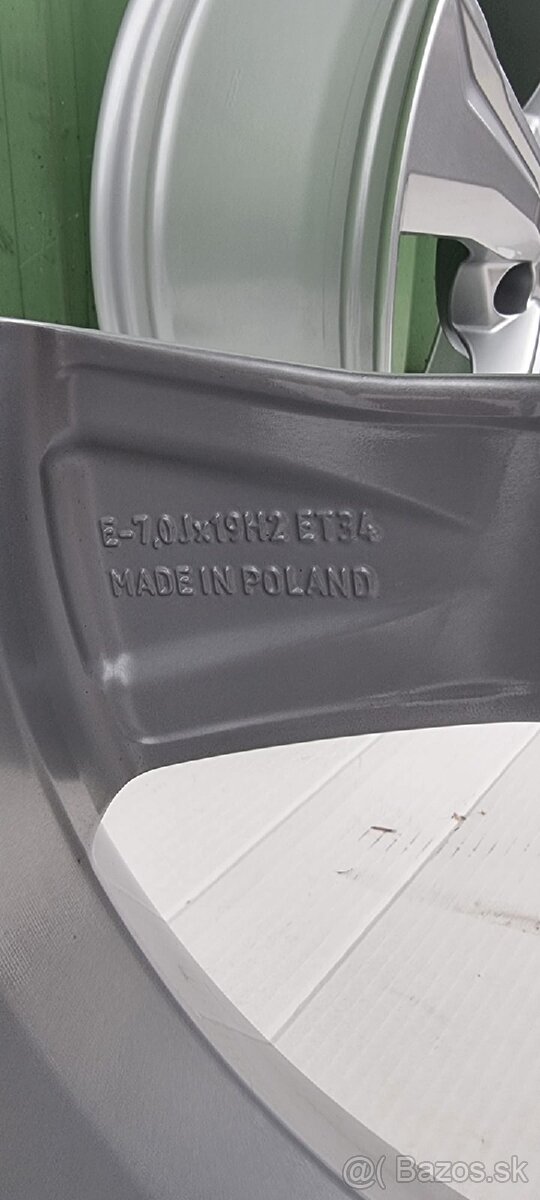 E-7,0Jx19H2 ET34
MADE IN POLAND
@( Bazos.sk